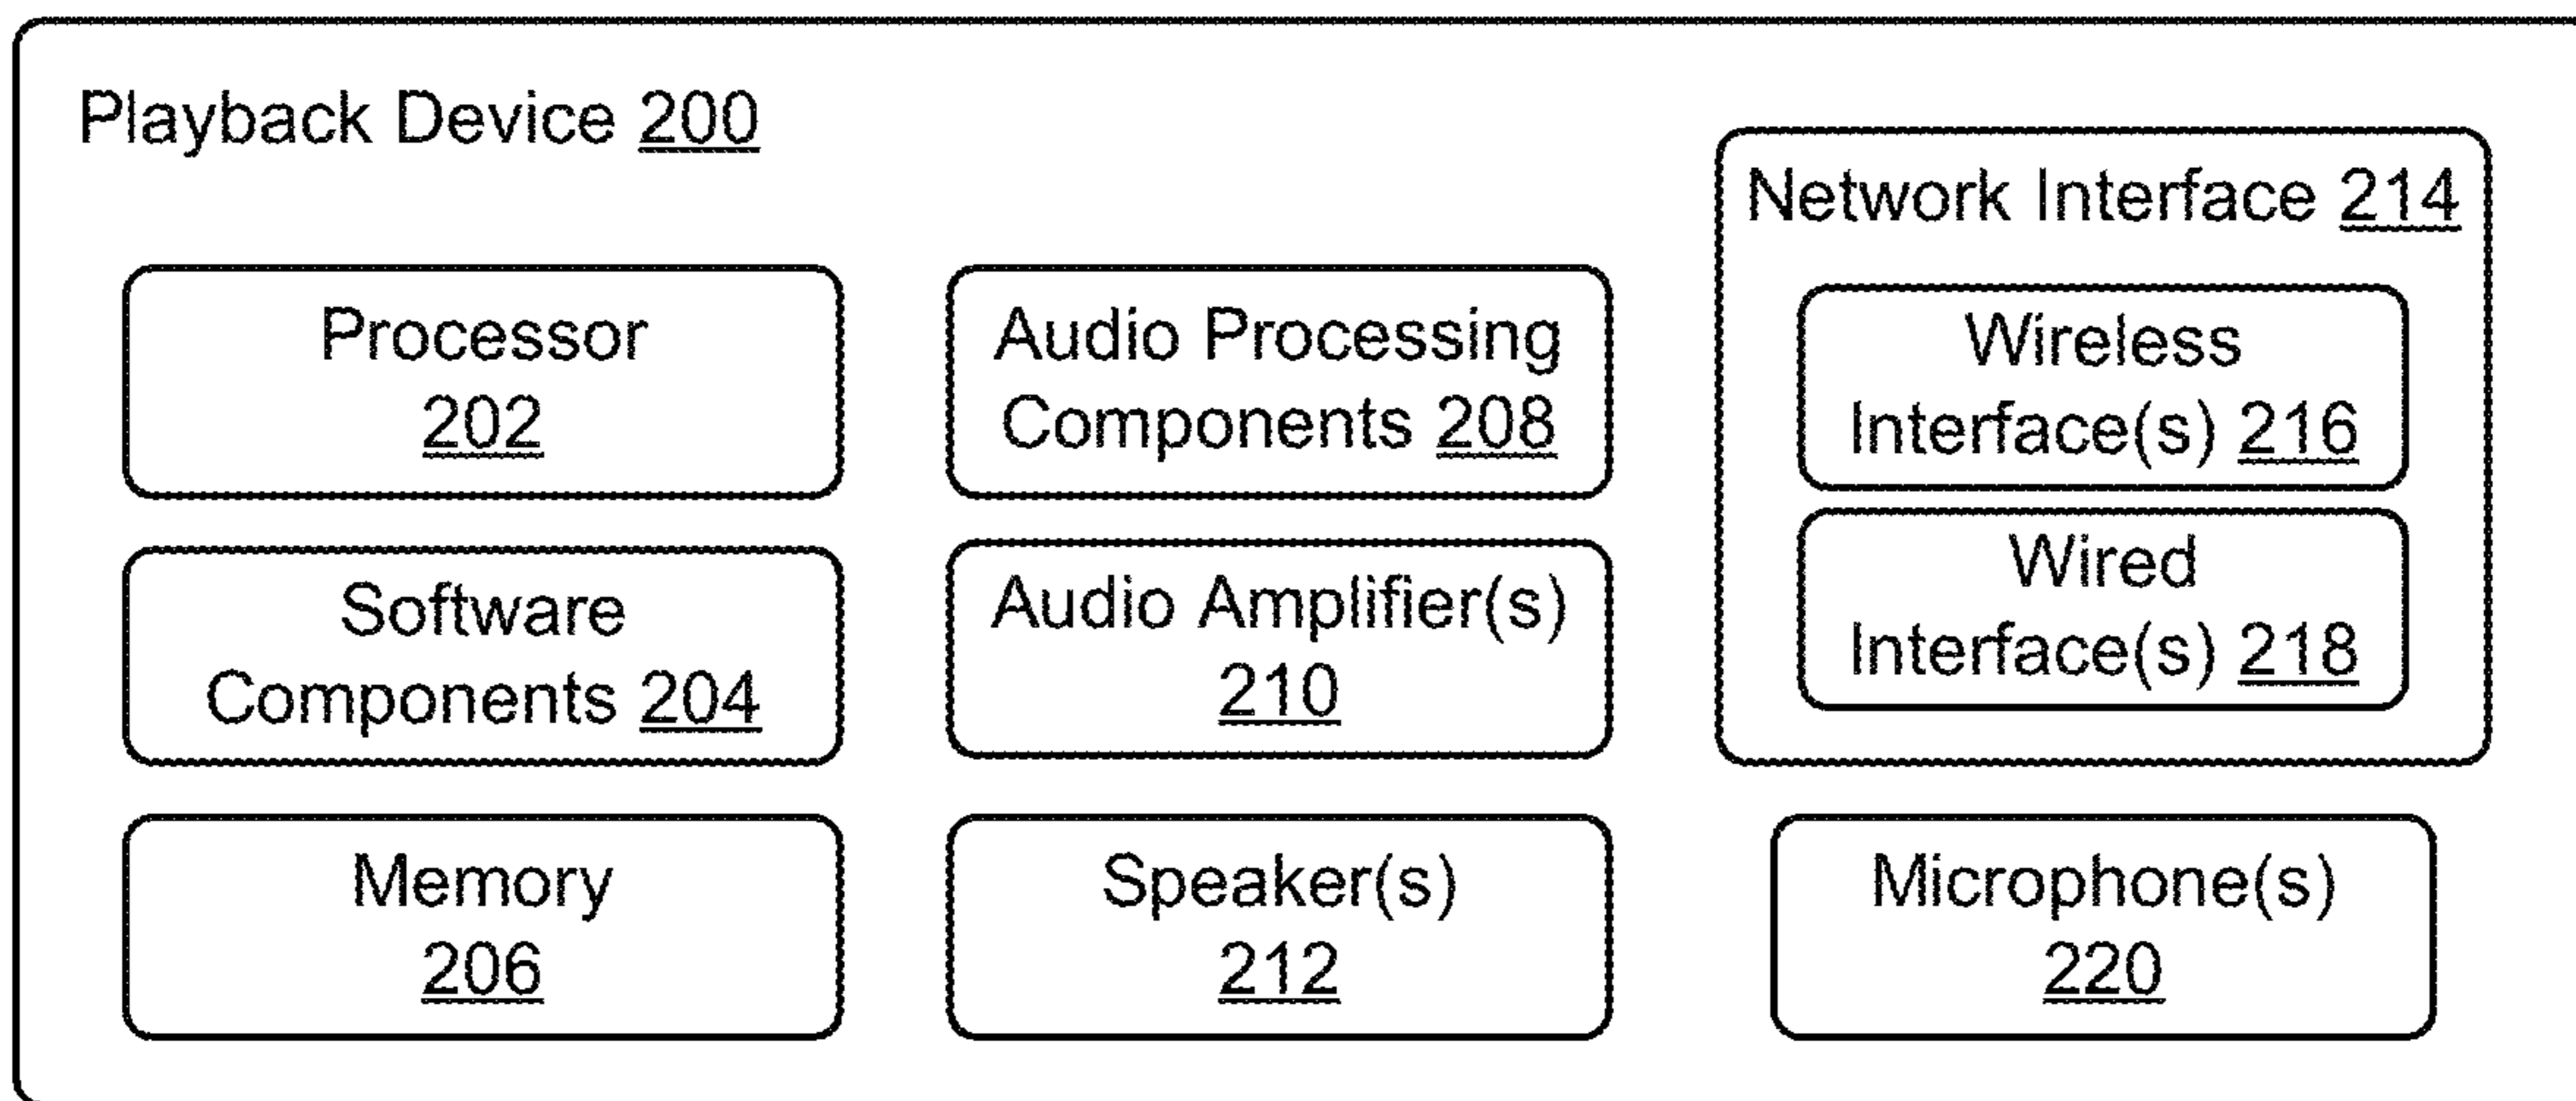 Playback Device 200
Processor
202
Software
Components 204
Memory
206
Audio Processing
Components 208
Audio Amplifier(s)
210
Speaker(s)
212
Network Interface 214
Wireless
Interface(s) 216
Wired
Interface(s) 218
Microphone(s)
220